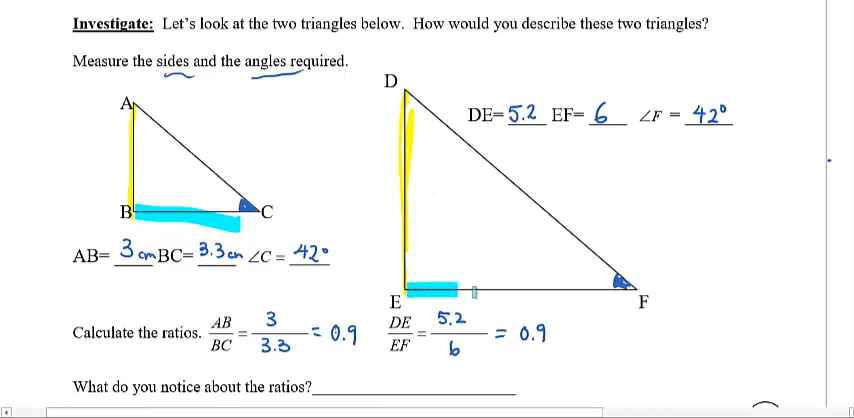 Investigate: Let's look at the two triangles below. How would you describe these two triangles?
Measure the sides and the angles required.
D
A
DE= 5.2 EF= 6 ∠F = 42°
B C
AB= 3 cm BC= 3.3 cm ∠C = 42°
E F
Calculate the ratios. AB/BC = 3/3.3 = 0.9 DE/EF = 5.2/6 = 0.9
What do you notice about the ratios?